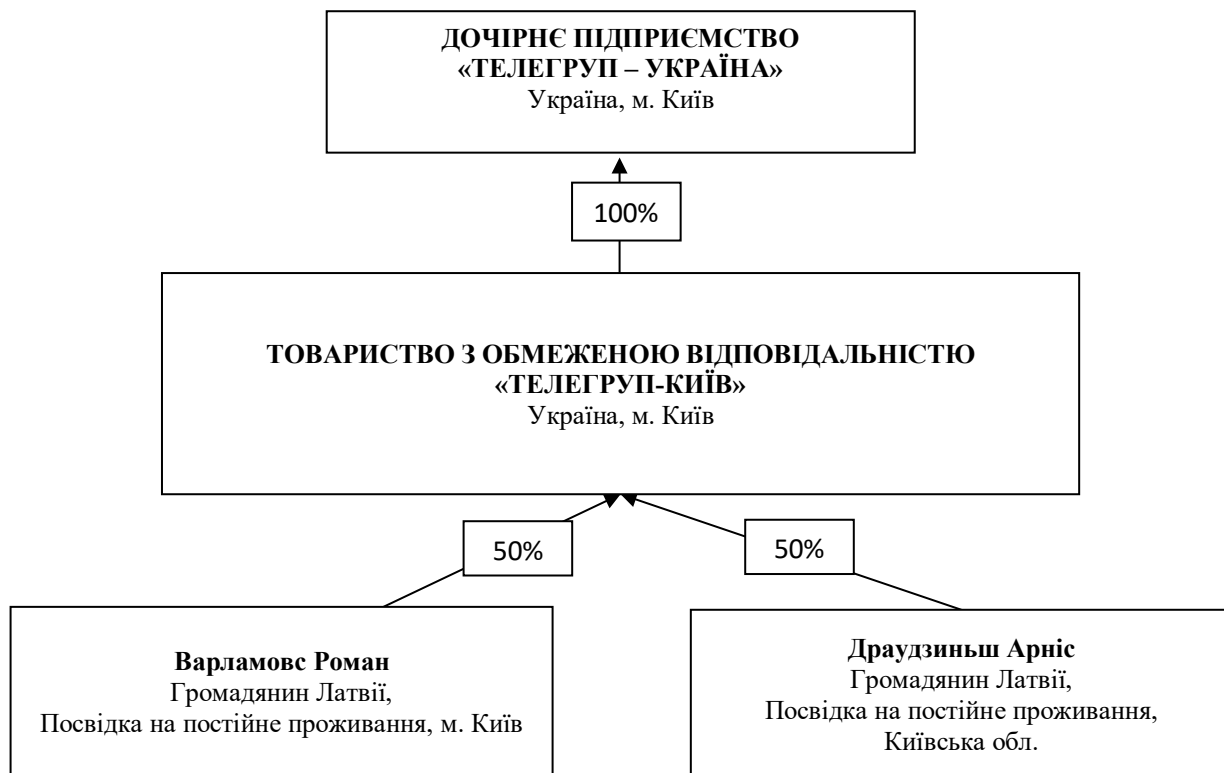 ДОЧІРНЄ ПІДПРИЄМСТВО
«ТЕЛЕГРУП – УКРАЇНА»
Україна, м. Київ
100%
ТОВАРИСТВО З ОБМЕЖЕНОЮ ВІДПОВІДАЛЬНІСТЮ
«ТЕЛЕГРУП-КИЇВ»
Україна, м. Київ
50%
50%
Варламовс Роман
Громадянин Латвії,
Посвідка на постійне проживання, м. Київ
Драудзиньш Арніс
Громадянин Латвії,
Посвідка на постійне проживання,
Київська обл.